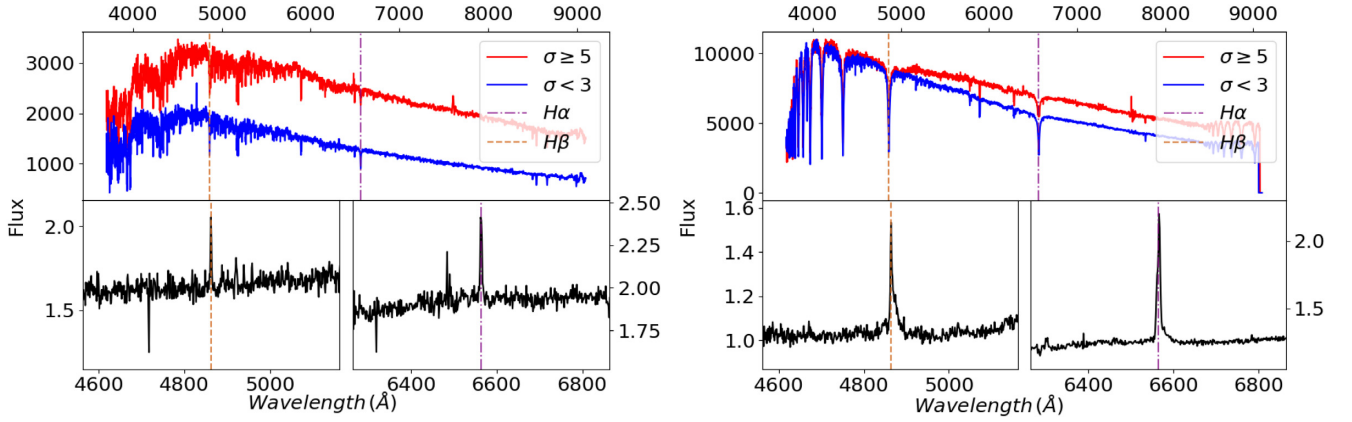 4000 5000 6000 7000 8000 9000
3000
2000
1000
σ ≥ 5
σ < 3
Hα
Hβ
Flux
2.0
1.5
2.50
2.25
2.00
1.75
4600 4800 5000 6400 6600 6800
Wavelength (Å)
4000 5000 6000 7000 8000 9000
10000
5000
0
σ ≥ 5
σ < 3
Hα
Hβ
Flux
1.6
1.4
1.2
1.0
2.0
1.5
4600 4800 5000 6400 6600 6800
Wavelength (Å)